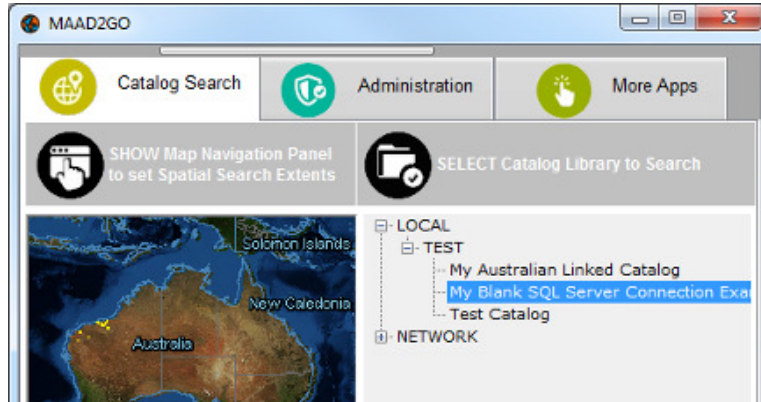 MAAD2GO
Catalog Search
Administration
More Apps
SHOW Map Navigation Panel
to set Spatial Search Extents
SELECT Catalog Library to Search
Solomon Islands
New Caledonia
Australia
LOCAL
TEST
My Australian Linked Catalog
My Blank SQL Server Connection Exa
Test Catalog
NETWORK